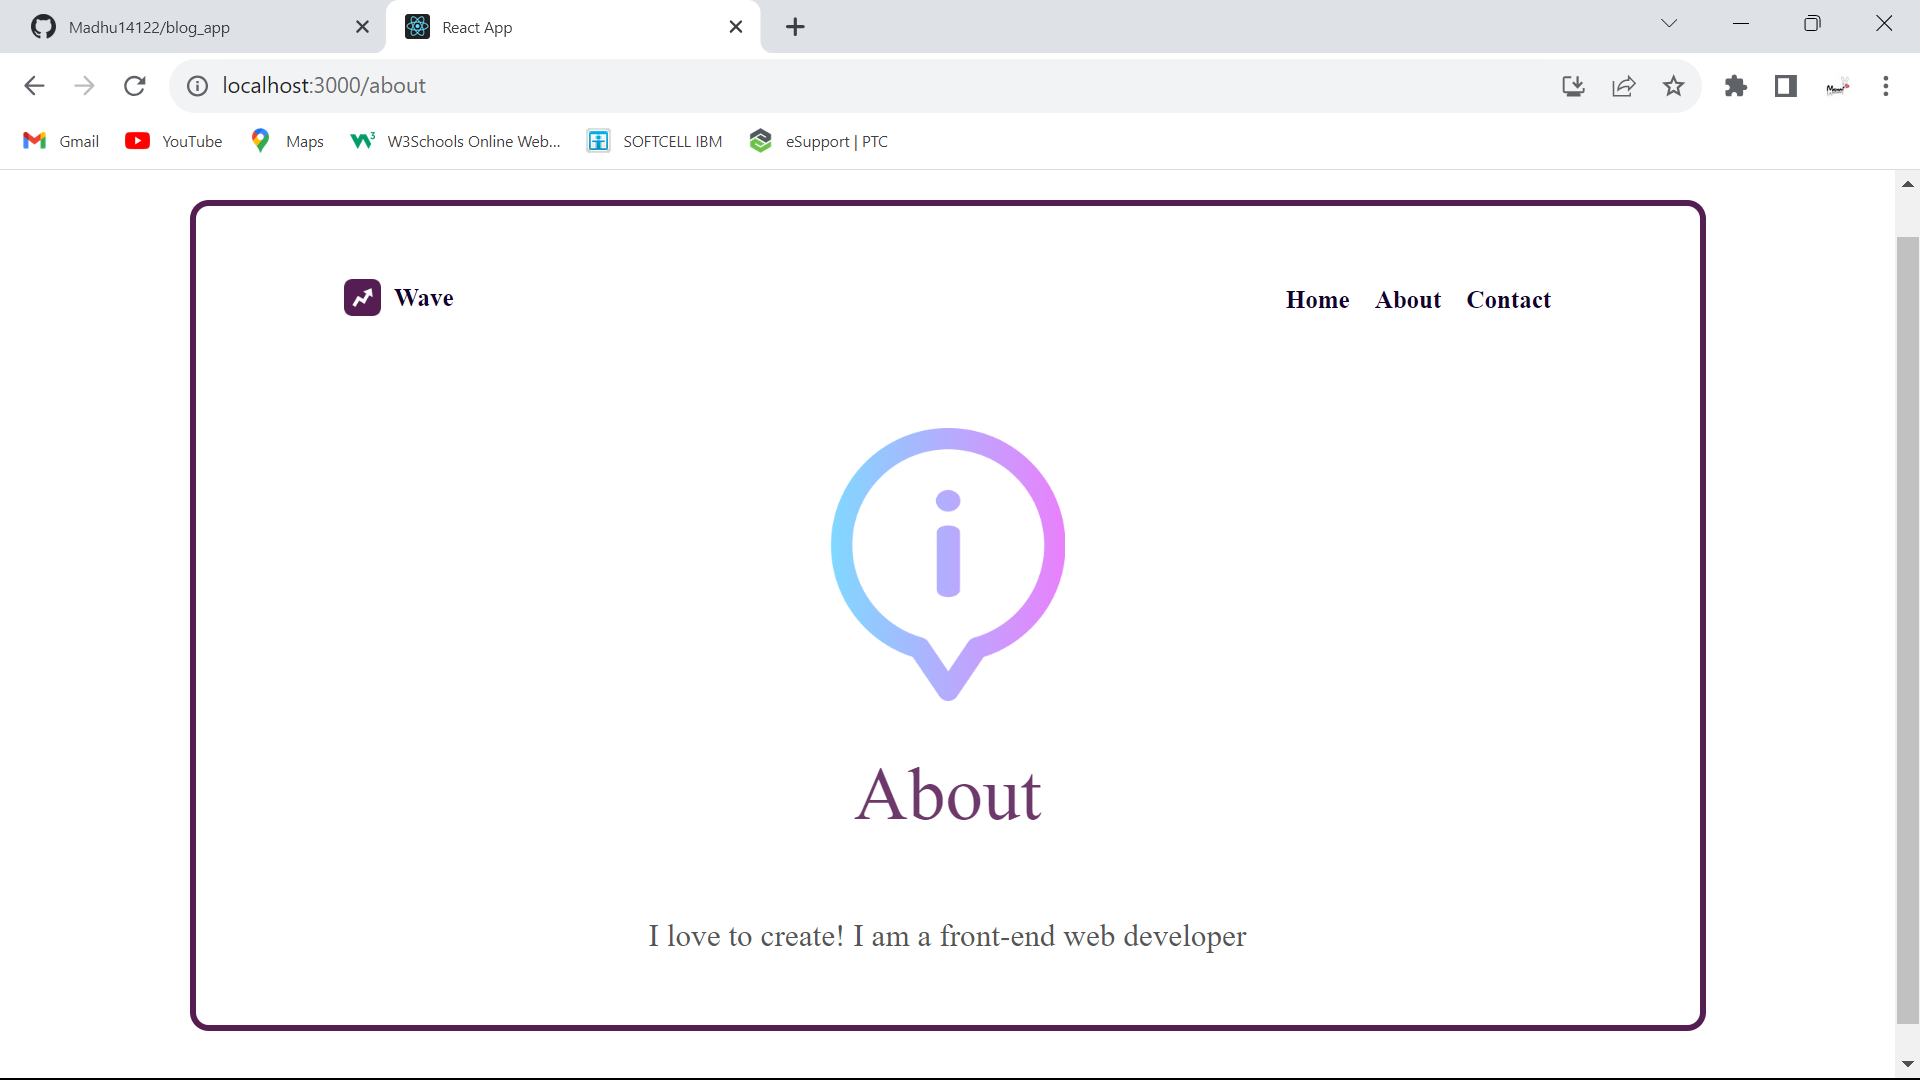 Madhu14122/blog_app
React App
localhost:3000/about
Gmail
YouTube
Maps
W3Schools Online Web...
SOFTCELL IBM
eSupport | PTC
Wave
Home About Contact
i
About
I love to create! I am a front-end web developer